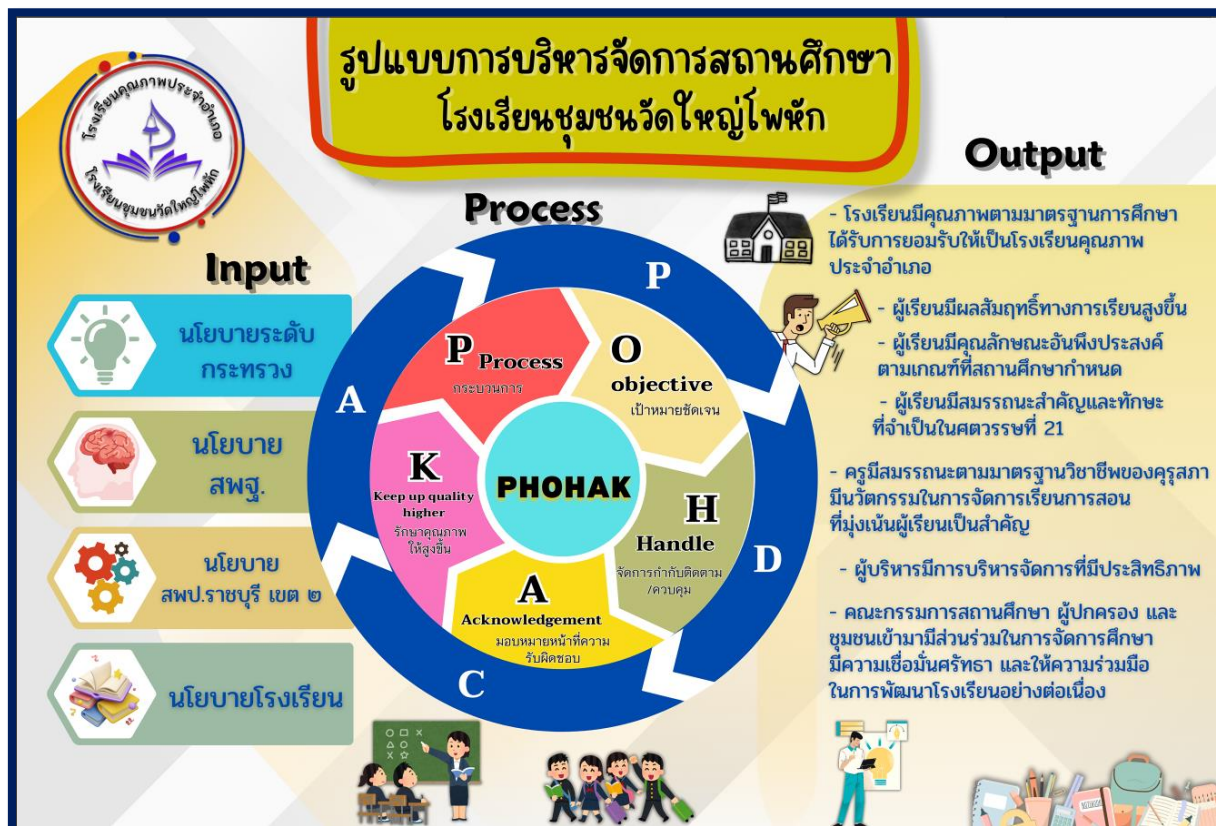 รูปแบบการบริหารจัดการสถานศึกษา
โรงเรียนชุมชนวัดใหญ่โพหัก
โรงเรียนคุณภาพประจำอำเภอ
โรงเรียนชุมชนวัดใหญ่โพหัก
Input
นโยบายระดับ
กระทรวง
นโยบาย
สพฐ.
นโยบาย
สพป.ราชบุรี เขต ๒
นโยบายโรงเรียน
Process
P
D
C
A
P Process
กระบวนการ
O
objective
เป้าหมายชัดเจน
H
Handle
จัดการกำกับติดตาม
/ควบคุม
A
Acknowledgement
มอบหมายหน้าที่ความ
รับผิดชอบ
K
Keep up quality
higher
รักษาคุณภาพ
ให้สูงขึ้น
PHOHAK
Output
- โรงเรียนมีคุณภาพตามมาตรฐานการศึกษา
ได้รับการยอมรับให้เป็นโรงเรียนคุณภาพ
ประจำอำเภอ
- ผู้เรียนมีผลสัมฤทธิ์ทางการเรียนสูงขึ้น
- ผู้เรียนมีคุณลักษณะอันพึงประสงค์
ตามเกณฑ์ที่สถานศึกษากำหนด
- ผู้เรียนมีสมรรถนะสำคัญและทักษะ
ที่จำเป็นในศตวรรษที่ 21
- ครูมีสมรรถนะตามมาตรฐานวิชาชีพของคุรุสภา
มีนวัตกรรมในการจัดการเรียนการสอน
ที่มุ่งเน้นผู้เรียนเป็นสำคัญ
- ผู้บริหารมีการบริหารจัดการที่มีประสิทธิภาพ
- คณะกรรมการสถานศึกษา ผู้ปกครอง และ
ชุมชนเข้ามามีส่วนร่วมในการจัดการศึกษา
มีความเชื่อมั่นศรัทธา และให้ความร่วมมือ
ในการพัฒนาโรงเรียนอย่างต่อเนื่อง